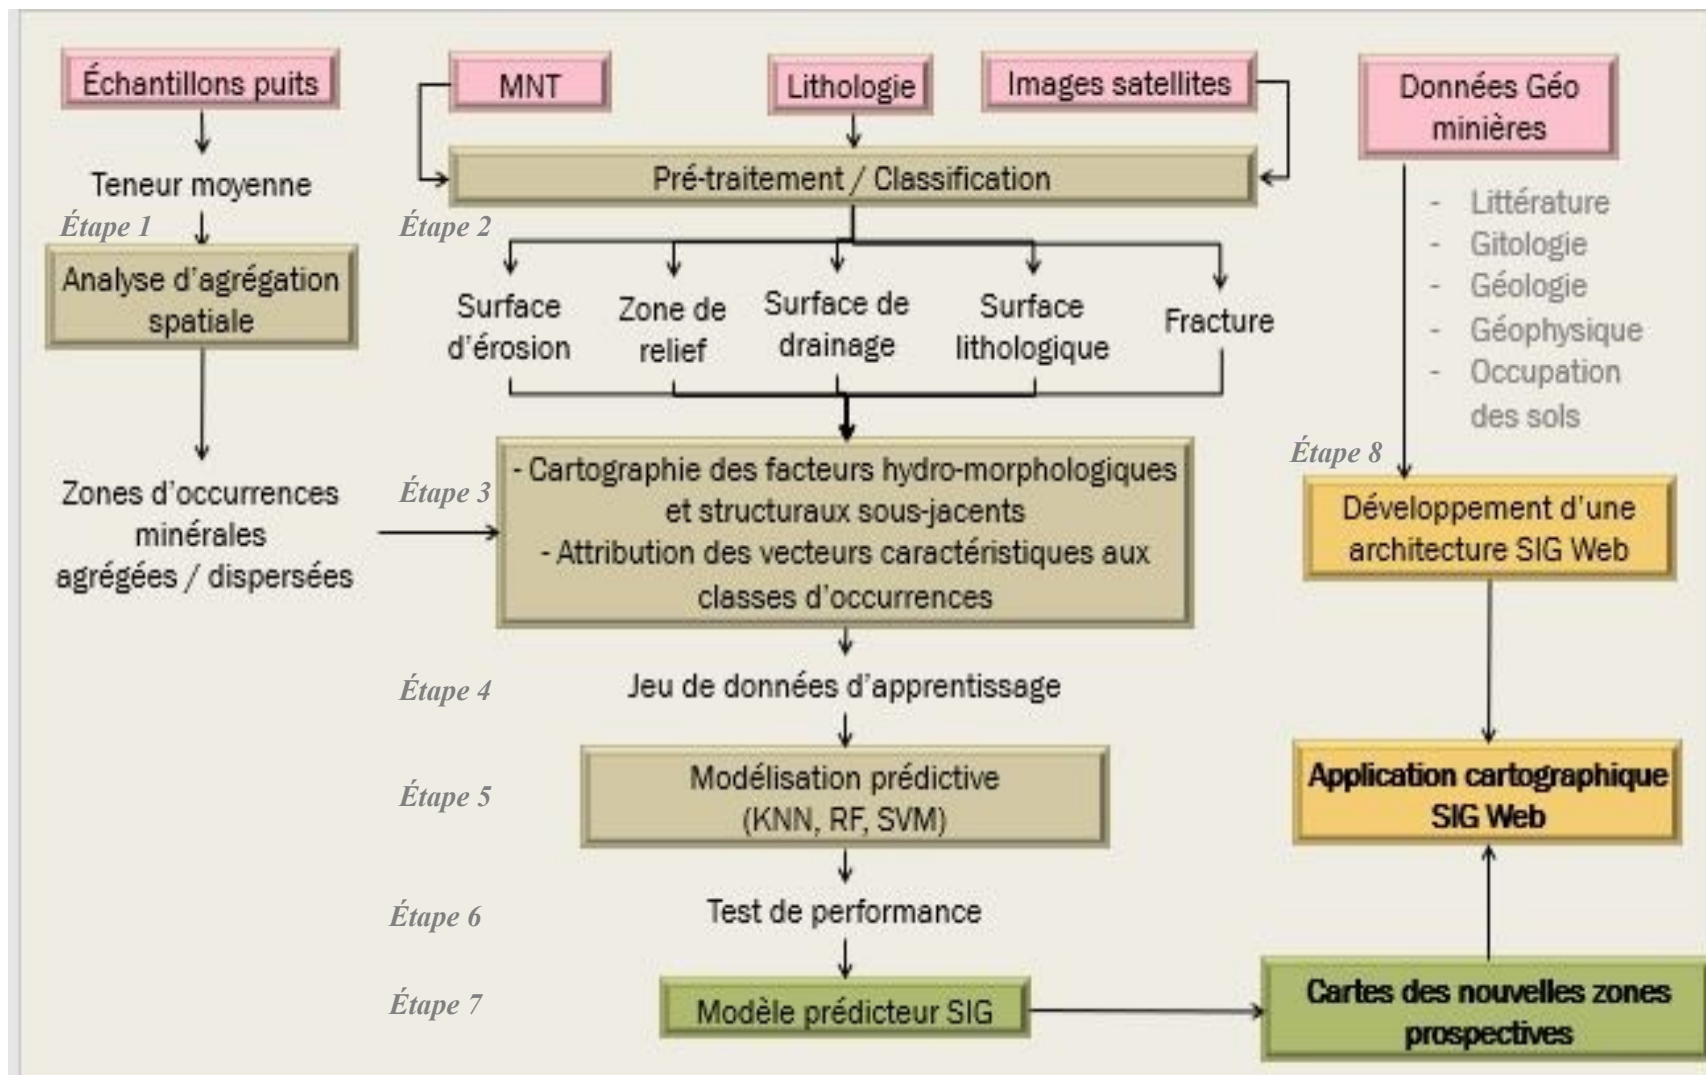 Échantillons puits
MNT
Lithologie
Images satellites
Données Géo
minières
Pré-traitement / Classification
Teneur moyenne
Étape 1
Étape 2
- Littérature
- Gitologie
- Géologie
- Géophysique
- Occupation
des sols
Analyse d'agrégation
spatiale
Surface
d'érosion
Zone de
relief
Surface de
drainage
Surface
lithologique
Fracture
Zones d'occurrences
minérales
agrégées / dispersées
Étape 3
- Cartographie des facteurs hydro-morphologiques
et structuraux sous-jacents
- Attribution des vecteurs caractéristiques aux
classes d'occurrences
Étape 8
Développement d'une
architecture SIG Web
Étape 4
Jeu de données d'apprentissage
Étape 5
Modélisation prédictive
(KNN, RF, SVM)
Application cartographique
SIG Web
Étape 6
Test de performance
Étape 7
Modèle prédicteur SIG
Cartes des nouvelles zones
prospectives